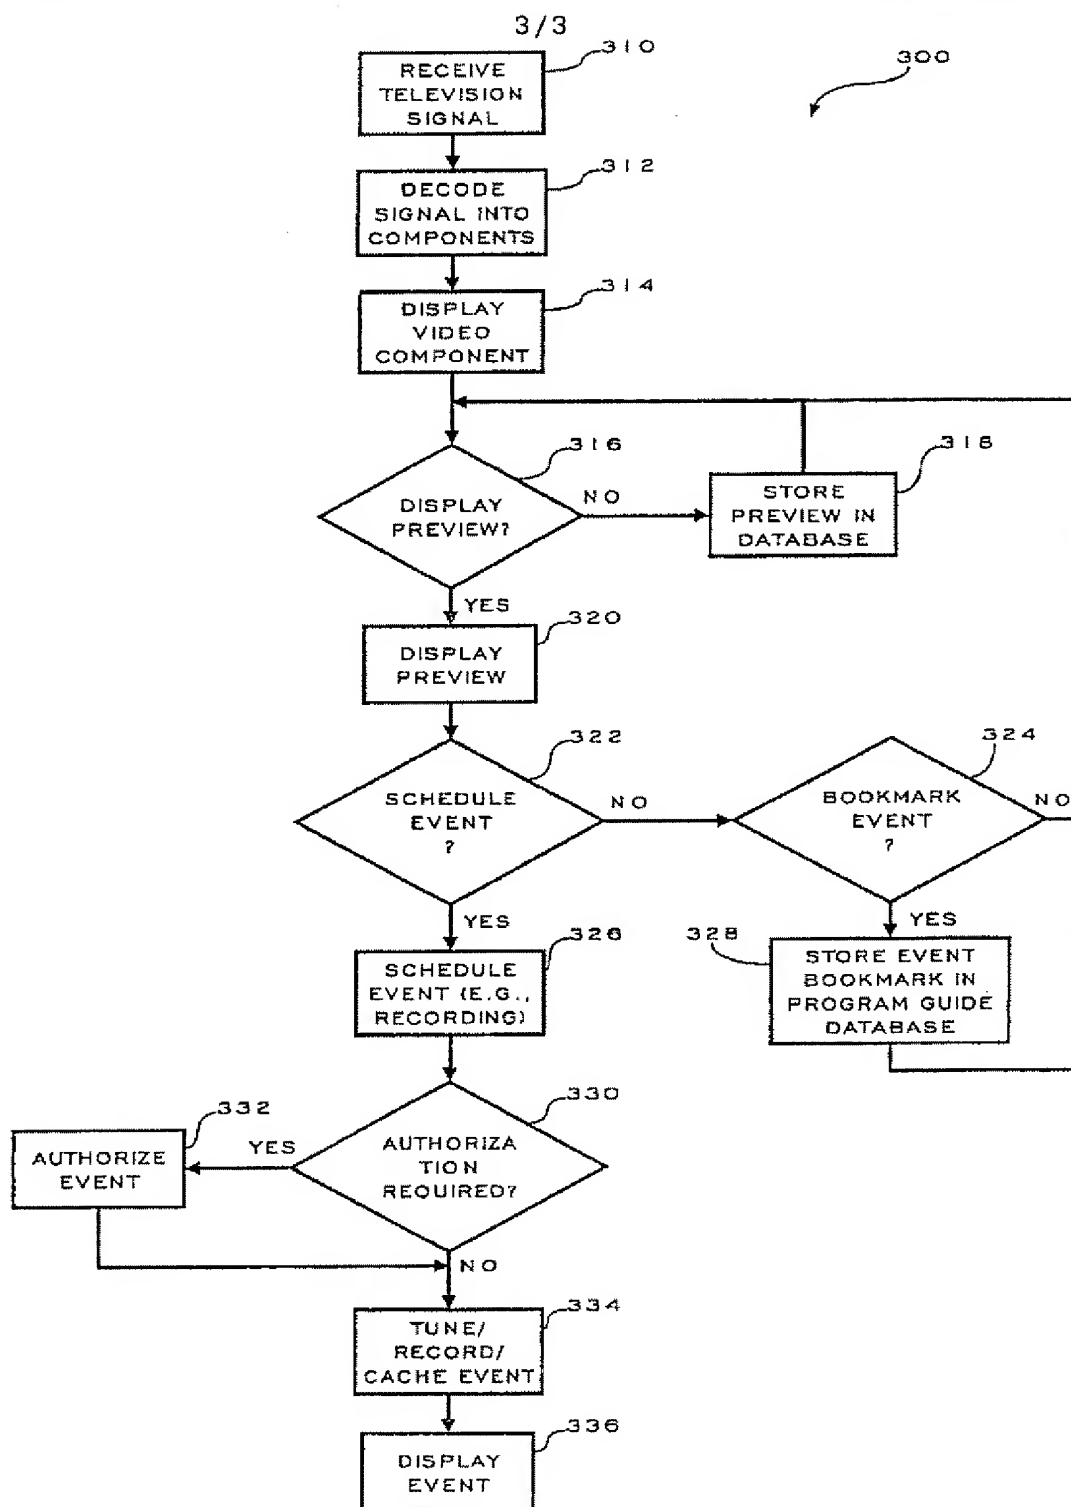 3/3
310
300
RECEIVE
TELEVISION
SIGNAL
312
DECODE
SIGNAL INTO
COMPONENTS
314
DISPLAY
VIDEO
COMPONENT
316
318
DISPLAY
PREVIEW?
NO
STORE
PREVIEW IN
DATABASE
YES
320
DISPLAY
PREVIEW
322
324
SCHEDULE
EVENT
?
NO
BOOKMARK
EVENT
?
NO
YES
YES
326
328
SCHEDULE
EVENT (E.G.,
RECORDING)
STORE EVENT
BOOKMARK IN
PROGRAM GUIDE
DATABASE
330
332
YES
AUTHORIZE
EVENT
AUTHORIZA
TION
REQUIRED?
NO
334
TUNE/
RECORD/
CACHE EVENT
336
DISPLAY
EVENT